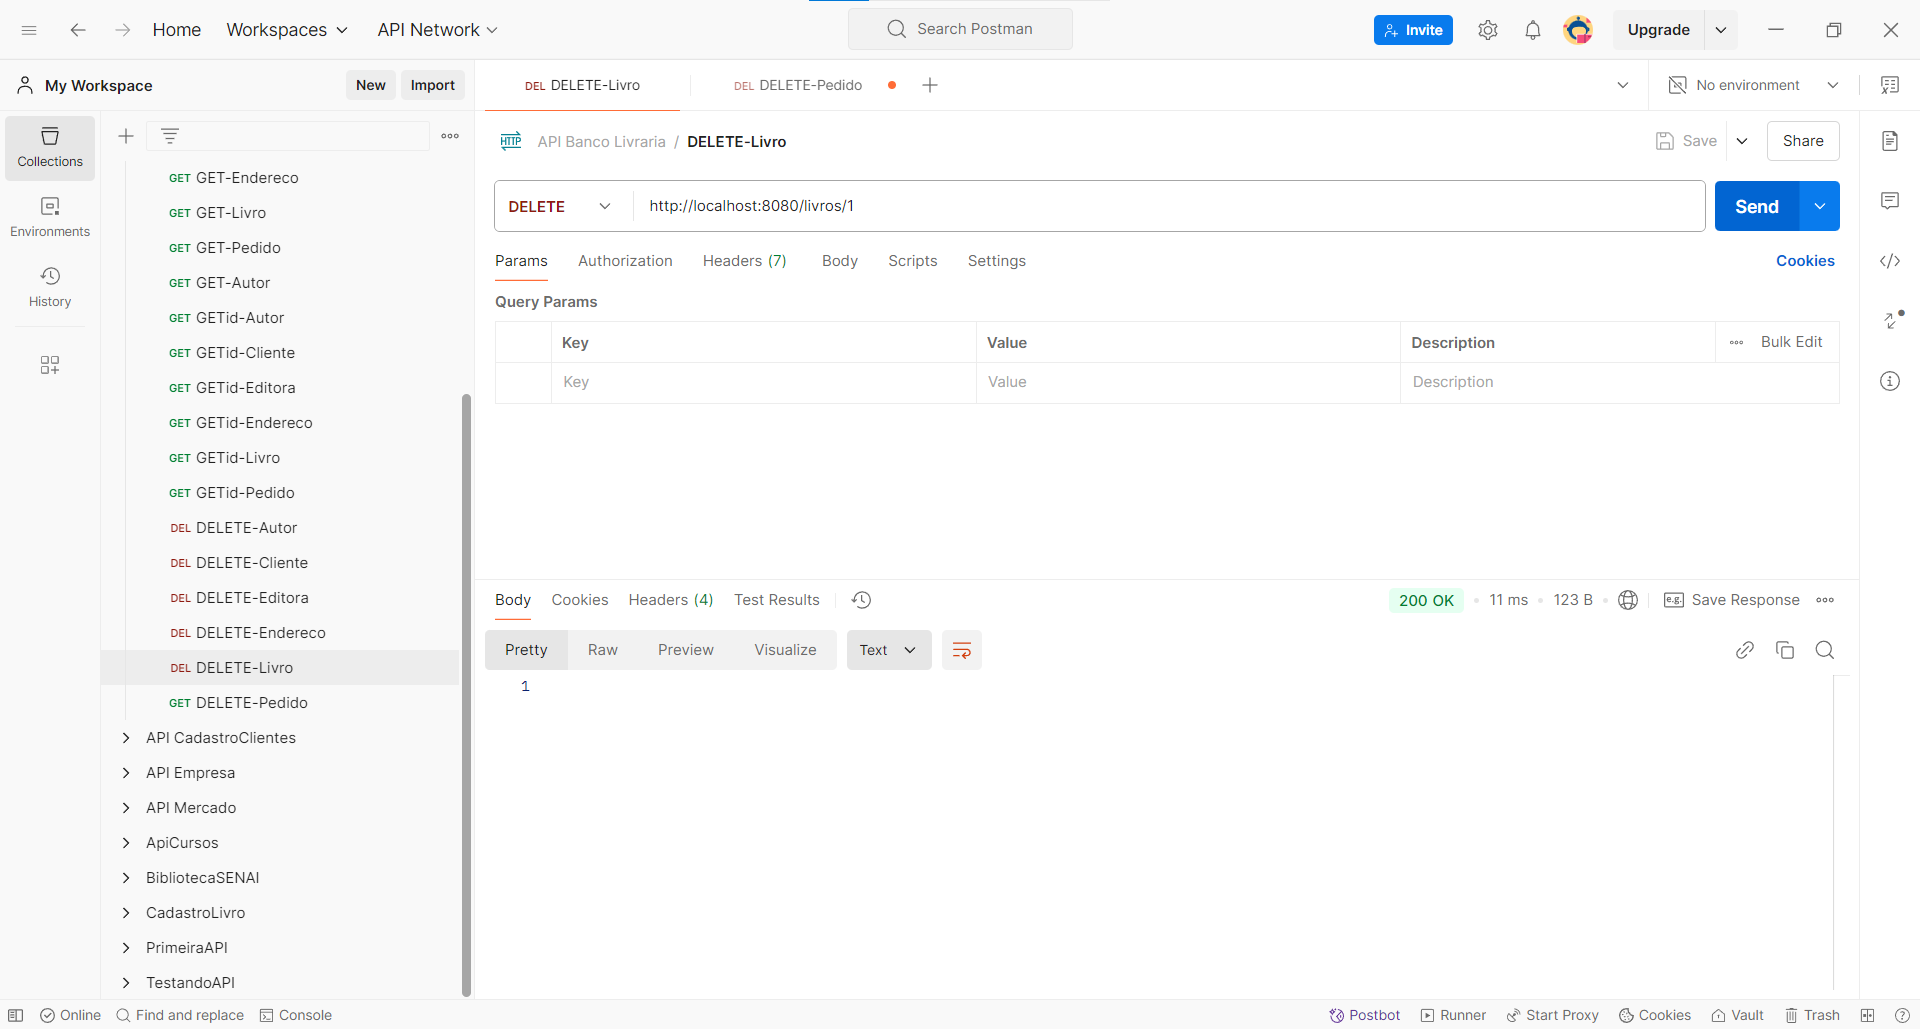 Home Workspaces API Network Search Postman Invite Upgrade
My Workspace New Import DEL DELETE-Livro DEL DELETE-Pedido No environment
Collections
Environments
History
GET GET-Endereco
GET GET-Livro
GET GET-Pedido
GET GET-Autor
GET GETid-Autor
GET GETid-Cliente
GET GETid-Editora
GET GETid-Endereco
GET GETid-Livro
GET GETid-Pedido
DEL DELETE-Autor
DEL DELETE-Cliente
DEL DELETE-Editora
DEL DELETE-Endereco
DEL DELETE-Livro
GET DELETE-Pedido
API CadastroClientes
API Empresa
API Mercado
ApiCursos
BibliotecaSENAI
CadastroLivro
PrimeiraAPI
TestandoAPI
HTTP API Banco Livraria / DELETE-Livro Save Share
DELETE http://localhost:8080/livros/1 Send
Params Authorization Headers (7) Body Scripts Settings Cookies
Query Params
Key Value Description Bulk Edit
Key Value Description
Body Cookies Headers (4) Test Results 200 OK 11 ms 123 B e.g. Save Response
Pretty Raw Preview Visualize Text
1
Online Find and replace Console Postbot Runner Start Proxy Cookies Vault Trash